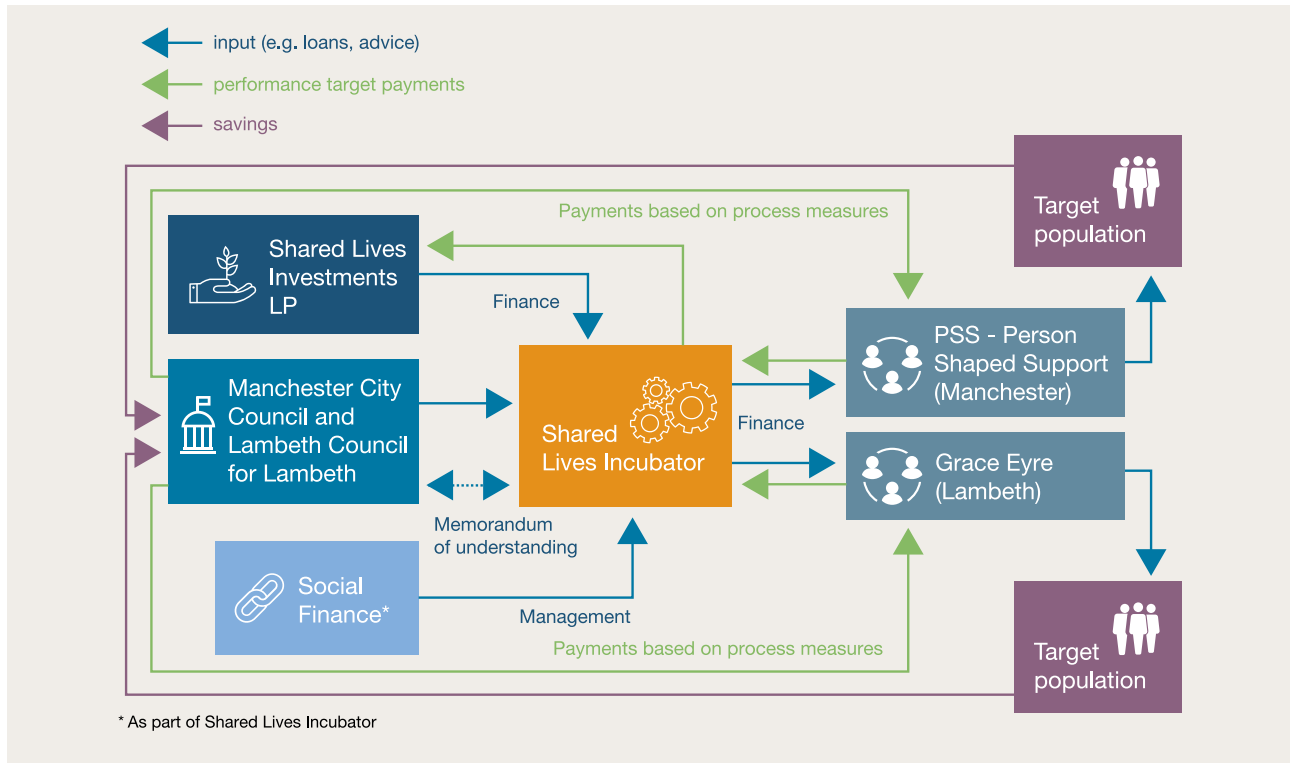 input (e.g. loans, advice)
performance target payments
savings
Target
population
Payments based on process measures
Shared Lives
Investments
LP
Finance
PSS - Person
Shaped Support
(Manchester)
Manchester City
Council and
Lambeth Council
for Lambeth
Shared
Lives Incubator
Finance
Grace Eyre
(Lambeth)
Memorandum
of understanding
Social
Finance*
Management
Payments based on process measures
Target
population
* As part of Shared Lives Incubator